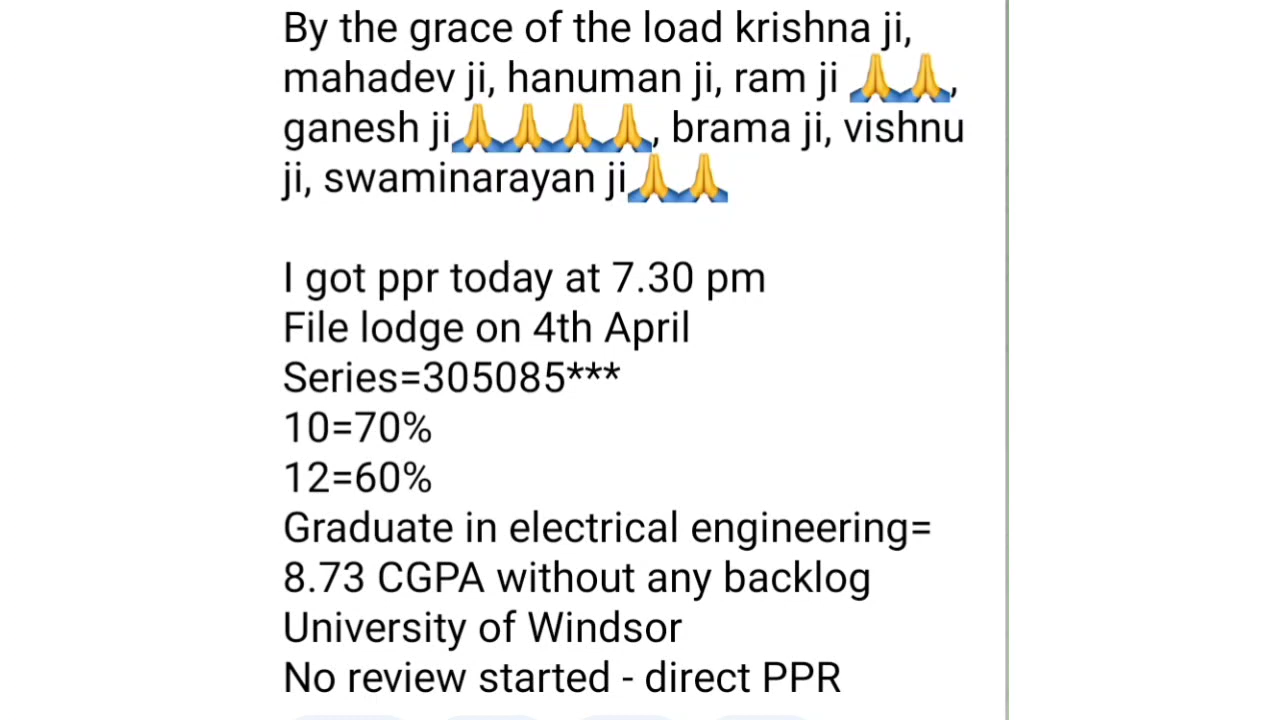 By the grace of the load krishna ji,
mahadev ji, hanuman ji, ram ji 🙏🙏,
ganesh ji🙏🙏🙏🙏, brama ji, vishnu
ji, swaminarayan ji🙏🙏
I got ppr today at 7.30 pm
File lodge on 4th April
Series=305085***
10=70%
12=60%
Graduate in electrical engineering=
8.73 CGPA without any backlog
University of Windsor
No review started - direct PPR